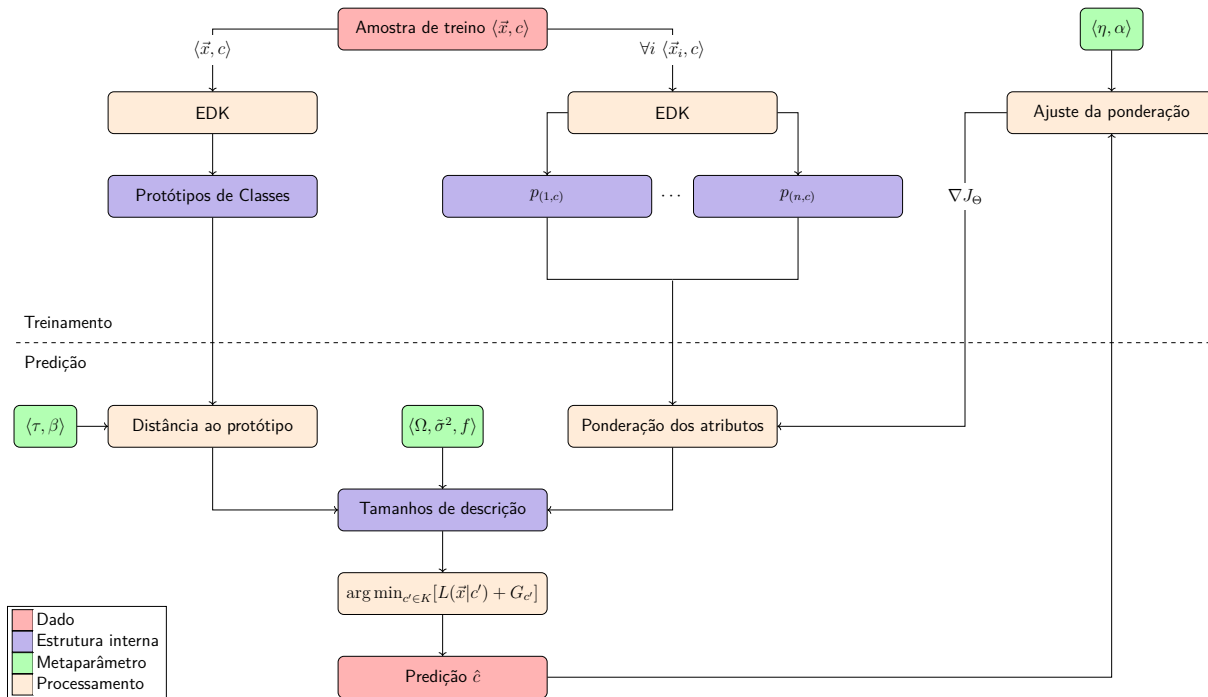 Amostra de treino ⟨x⃗, c⟩
⟨η, α⟩
⟨x⃗, c⟩
∀i ⟨x⃗ᵢ, c⟩
EDK
EDK
Ajuste da ponderação
Protótipos de Classes
p₍₁,c₎
⋯
p₍n,c₎
∇J_Θ
Treinamento
Predição
⟨τ, β⟩
Distância ao protótipo
⟨Ω, σ̃², f⟩
Ponderação dos atributos
Tamanhos de descrição
arg min_{c′∈K}[L(x⃗|c′) + G_{c′}]
Predição ĉ
Dado
Estrutura interna
Metaparâmetro
Processamento